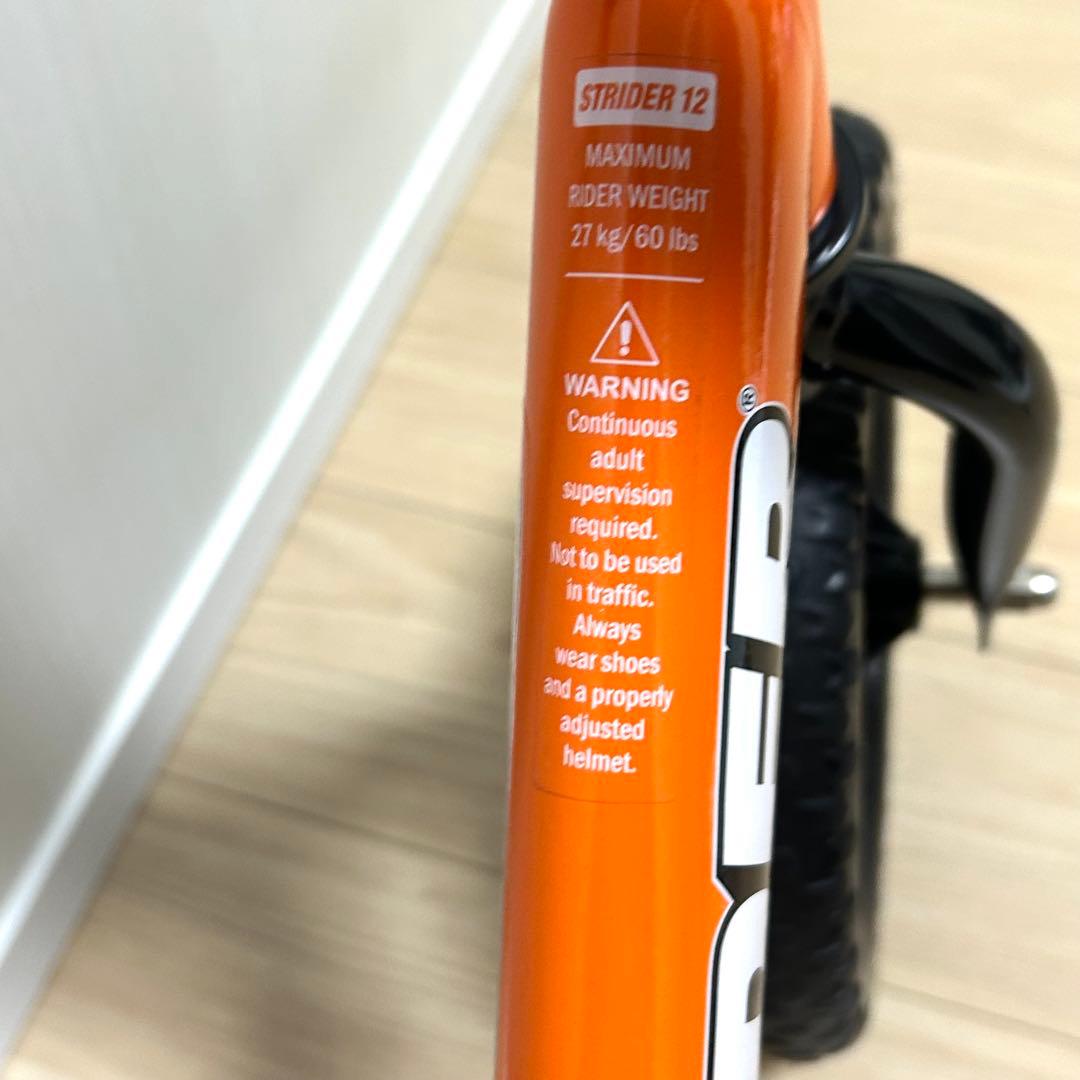 STRIDER 12
MAXIMUM
RIDER WEIGHT
27 kg/60 lbs
WARNING
Continuous
adult
supervision
required.
Not to be used
in traffic.
Always
wear shoes
and a properly
adjusted
helmet.
®